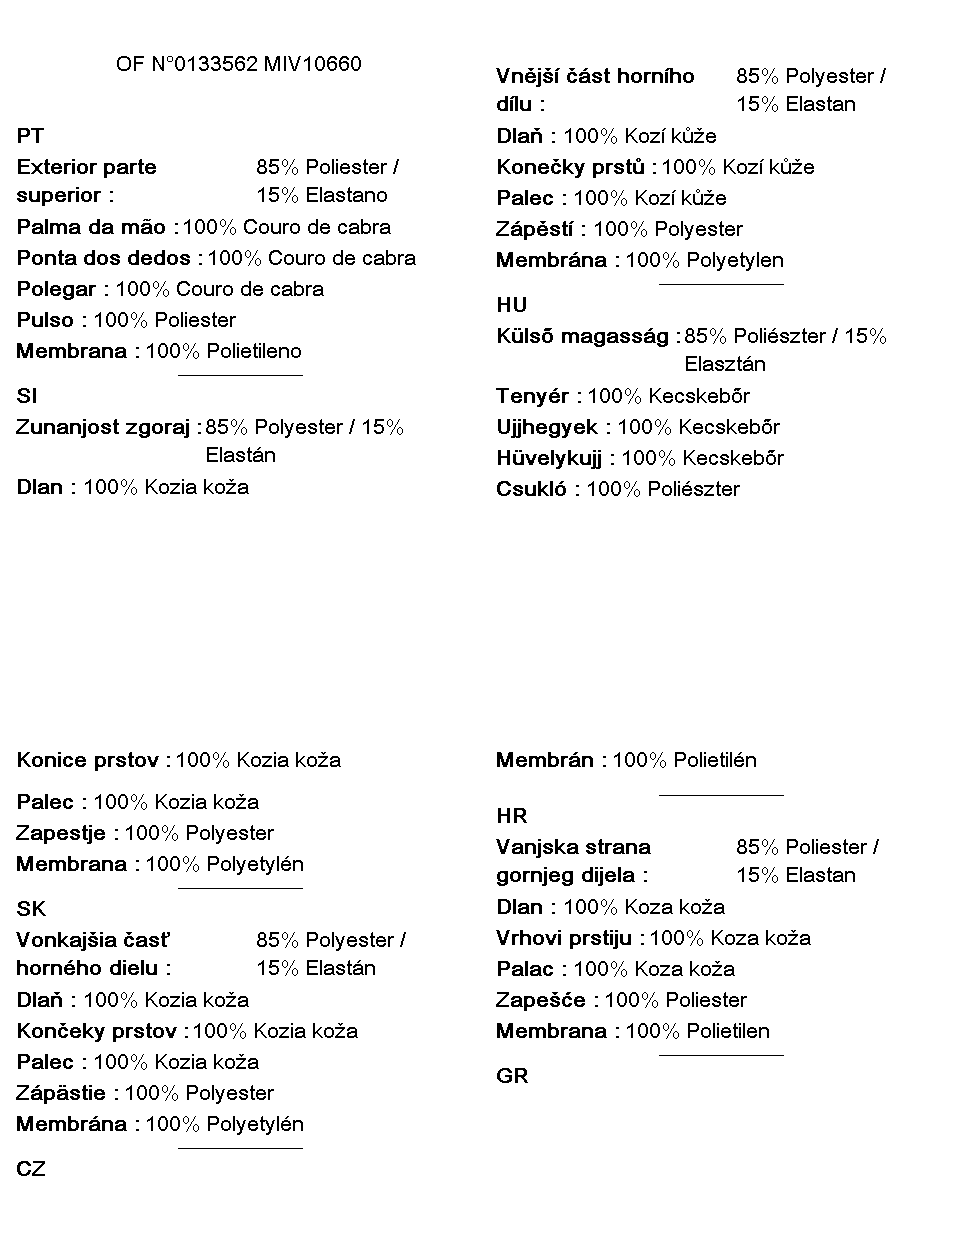 OF N°0133562 MIV10660
PT
Exterior parte 85% Poliester /
superior : 15% Elastano
Palma da mão : 100% Couro de cabra
Ponta dos dedos : 100% Couro de cabra
Polegar : 100% Couro de cabra
Pulso : 100% Poliester
Membrana : 100% Polietileno
SI
Zunanjost zgoraj : 85% Polyester / 15%
Elastán
Dlan : 100% Kozia koža
Konice prstov : 100% Kozia koža
Palec : 100% Kozia koža
Zapestje : 100% Polyester
Membrana : 100% Polyetylén
SK
Vonkajšia časť 85% Polyester /
horného dielu : 15% Elastán
Dlaň : 100% Kozia koža
Končeky prstov : 100% Kozia koža
Palec : 100% Kozia koža
Zápästie : 100% Polyester
Membrána : 100% Polyetylén
CZ
Vnější část horního 85% Polyester /
dílu : 15% Elastan
Dlaň : 100% Kozí kůže
Konečky prstů : 100% Kozí kůže
Palec : 100% Kozí kůže
Zápěstí : 100% Polyester
Membrána : 100% Polyetylen
HU
Külső magasság : 85% Poliészter / 15%
Elasztán
Tenyér : 100% Kecskebőr
Ujjhegyek : 100% Kecskebőr
Hüvelykujj : 100% Kecskebőr
Csukló : 100% Poliészter
Membrán : 100% Polietilén
HR
Vanjska strana 85% Poliester /
gornjeg dijela : 15% Elastan
Dlan : 100% Koza koža
Vrhovi prstiju : 100% Koza koža
Palac : 100% Koza koža
Zapešće : 100% Poliester
Membrana : 100% Polietilen
GR